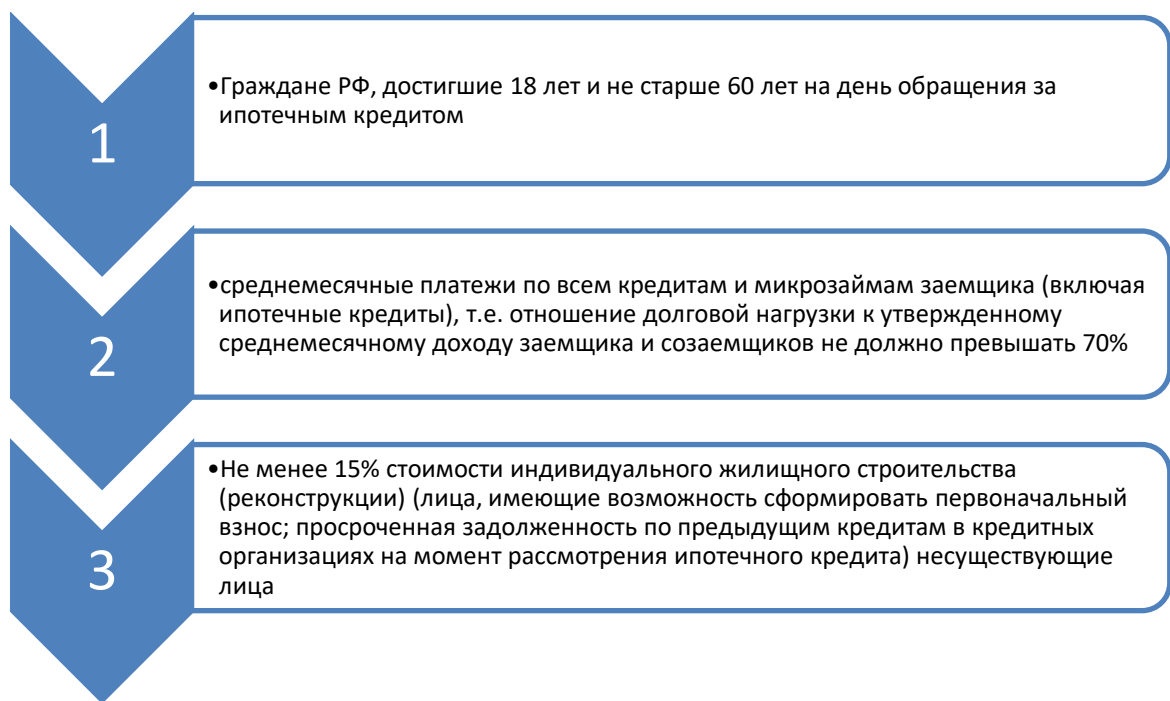 1
•Граждане РФ, достигшие 18 лет и не старше 60 лет на день обращения за
ипотечным кредитом
2
•среднемесячные платежи по всем кредитам и микрозаймам заемщика (включая
ипотечные кредиты), т.е. отношение долговой нагрузки к утвержденному
среднемесячному доходу заемщика и созаемщиков не должно превышать 70%
3
•Не менее 15% стоимости индивидуального жилищного строительства
(реконструкции) (лица, имеющие возможность сформировать первоначальный
взнос; просроченная задолженность по предыдущим кредитам в кредитных
организациях на момент рассмотрения ипотечного кредита) несуществующие
лица